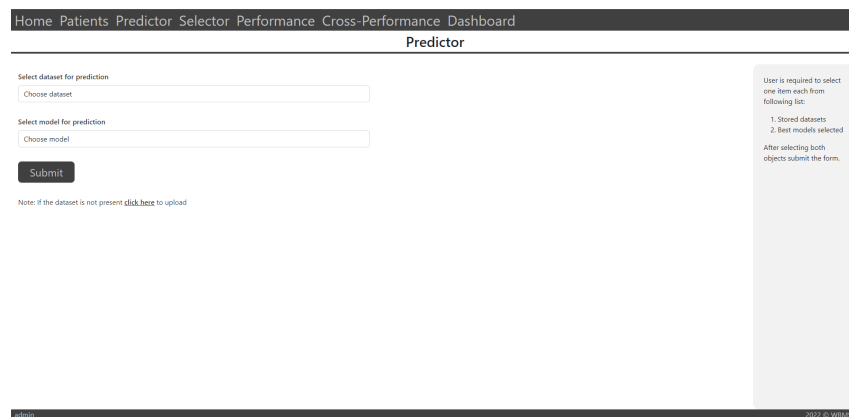 Home Patients Predictor Selector Performance Cross-Performance Dashboard
Predictor
Select dataset for prediction
Choose dataset
Select model for prediction
Choose model
Submit
Note: If the dataset is not present click here to upload
User is required to select
one item each from
following list:
1. Stored datasets
2. Best models selected
After selecting both
objects submit the form.
admin
2022 ©